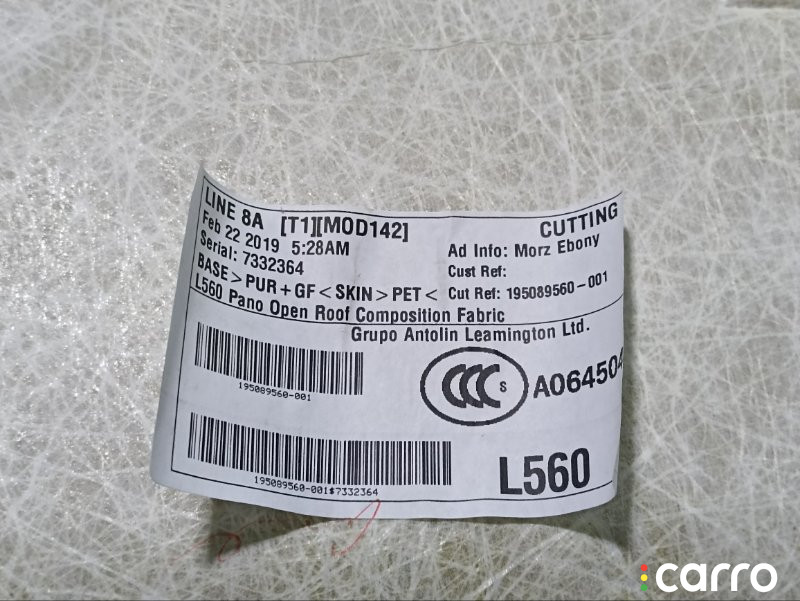 LINE 8A [T1][MOD142]
CUTTING
Feb 22 2019 5:28AM
Ad Info: Morz Ebony
Serial: 7332364
Cust Ref:
BASE>PUR+GF<SKIN>PET<
Cut Ref: 195089560-001
L560 Pano Open Roof Composition Fabric
Grupo Antolin Leamington Ltd.
195089560-001
CCC S
A064504
195089560-001$7332364
L560
carro